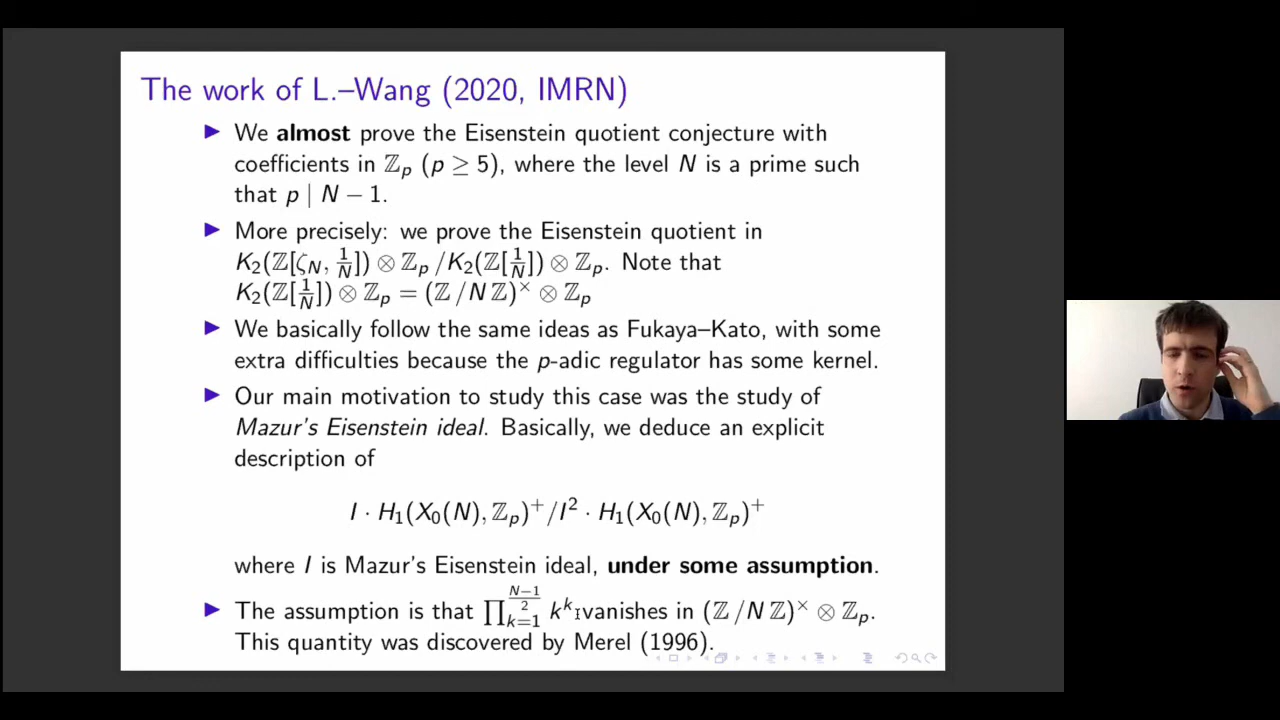 The work of L.–Wang (2020, IMRN)
▶ We almost prove the Eisenstein quotient conjecture with
coefficients in ℤ_p (p ≥ 5), where the level N is a prime such
that p | N − 1.
▶ More precisely: we prove the Eisenstein quotient in
K_2(ℤ[ζ_N, 1/N]) ⊗ ℤ_p /K_2(ℤ[1/N]) ⊗ ℤ_p. Note that
K_2(ℤ[1/N]) ⊗ ℤ_p = (ℤ/Nℤ)^× ⊗ ℤ_p
▶ We basically follow the same ideas as Fukaya–Kato, with some
extra difficulties because the p-adic regulator has some kernel.
▶ Our main motivation to study this case was the study of
Mazur's Eisenstein ideal. Basically, we deduce an explicit
description of
I · H_1(X_0(N), ℤ_p)^+/I^2 · H_1(X_0(N), ℤ_p)^+
where I is Mazur's Eisenstein ideal, under some assumption.
▶ The assumption is that ∏_{k=1}^{(N−1)/2} k^k vanishes in (ℤ/Nℤ)^× ⊗ ℤ_p.
This quantity was discovered by Merel (1996).